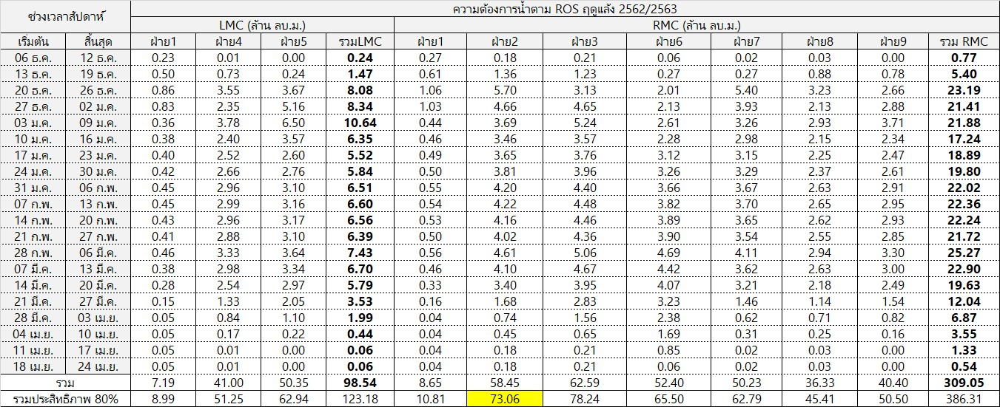 ช่วงเวลาสัปดาห์ ความต้องการน้ำตาม ROS ฤดูแล้ง 2562/2563
LMC (ล้าน ลบ.ม.) RMC (ล้าน ลบ.ม.)
เริ่มต้น สิ้นสุด ฝ่าย1 ฝ่าย4 ฝ่าย5 รวมLMC ฝ่าย1 ฝ่าย2 ฝ่าย3 ฝ่าย6 ฝ่าย7 ฝ่าย8 ฝ่าย9 รวม RMC
06 ธ.ค. 12 ธ.ค. 0.23 0.01 0.00 0.24 0.27 0.18 0.21 0.06 0.02 0.03 0.00 0.77
13 ธ.ค. 19 ธ.ค. 0.50 0.73 0.24 1.47 0.61 1.36 1.23 0.27 0.27 0.88 0.78 5.40
20 ธ.ค. 26 ธ.ค. 0.86 3.55 3.67 8.08 1.06 5.70 3.13 2.01 5.40 3.23 2.66 23.19
27 ธ.ค. 02 ม.ค. 0.83 2.35 5.16 8.34 1.03 4.66 4.65 2.13 3.93 2.13 2.88 21.41
03 ม.ค. 09 ม.ค. 0.36 3.78 6.50 10.64 0.44 3.69 5.24 2.61 3.26 2.93 3.71 21.88
10 ม.ค. 16 ม.ค. 0.38 2.40 3.57 6.35 0.46 3.46 3.57 2.28 2.98 2.15 2.34 17.24
17 ม.ค. 23 ม.ค. 0.40 2.52 2.60 5.52 0.49 3.65 3.76 3.12 3.15 2.25 2.47 18.89
24 ม.ค. 30 ม.ค. 0.42 2.66 2.76 5.84 0.50 3.81 3.96 3.26 3.29 2.37 2.61 19.80
31 ม.ค. 06 ก.พ. 0.45 2.96 3.10 6.51 0.55 4.20 4.40 3.66 3.67 2.63 2.91 22.02
07 ก.พ. 13 ก.พ. 0.45 2.99 3.16 6.60 0.54 4.22 4.48 3.82 3.70 2.65 2.95 22.36
14 ก.พ. 20 ก.พ. 0.43 2.96 3.17 6.56 0.53 4.16 4.46 3.89 3.65 2.62 2.93 22.24
21 ก.พ. 27 ก.พ. 0.41 2.88 3.10 6.39 0.50 4.02 4.36 3.90 3.54 2.55 2.85 21.72
28 ก.พ. 06 มี.ค. 0.46 3.33 3.64 7.43 0.56 4.61 5.06 4.69 4.11 2.94 3.30 25.27
07 มี.ค. 13 มี.ค. 0.38 2.98 3.34 6.70 0.46 4.10 4.67 4.42 3.62 2.63 3.00 22.90
14 มี.ค. 20 มี.ค. 0.28 2.54 2.97 5.79 0.33 3.40 3.95 4.07 3.21 2.18 2.49 19.63
21 มี.ค. 27 มี.ค. 0.15 1.33 2.05 3.53 0.16 1.68 2.83 3.23 1.46 1.14 1.54 12.04
28 มี.ค. 03 เม.ย. 0.05 0.84 1.10 1.99 0.04 0.74 1.56 2.38 0.62 0.71 0.82 6.87
04 เม.ย. 10 เม.ย. 0.05 0.17 0.22 0.44 0.04 0.45 0.65 1.69 0.31 0.25 0.16 3.55
11 เม.ย. 17 เม.ย. 0.05 0.01 0.00 0.06 0.04 0.18 0.21 0.85 0.02 0.03 0.00 1.33
18 เม.ย. 24 เม.ย. 0.05 0.01 0.00 0.06 0.04 0.18 0.21 0.06 0.02 0.03 0.00 0.54
รวม 7.19 41.00 50.35 98.54 8.65 58.45 62.59 52.40 50.23 36.33 40.40 309.05
รวมประสิทธิภาพ 80% 8.99 51.25 62.94 123.18 10.81 73.06 78.24 65.50 62.79 45.41 50.50 386.31